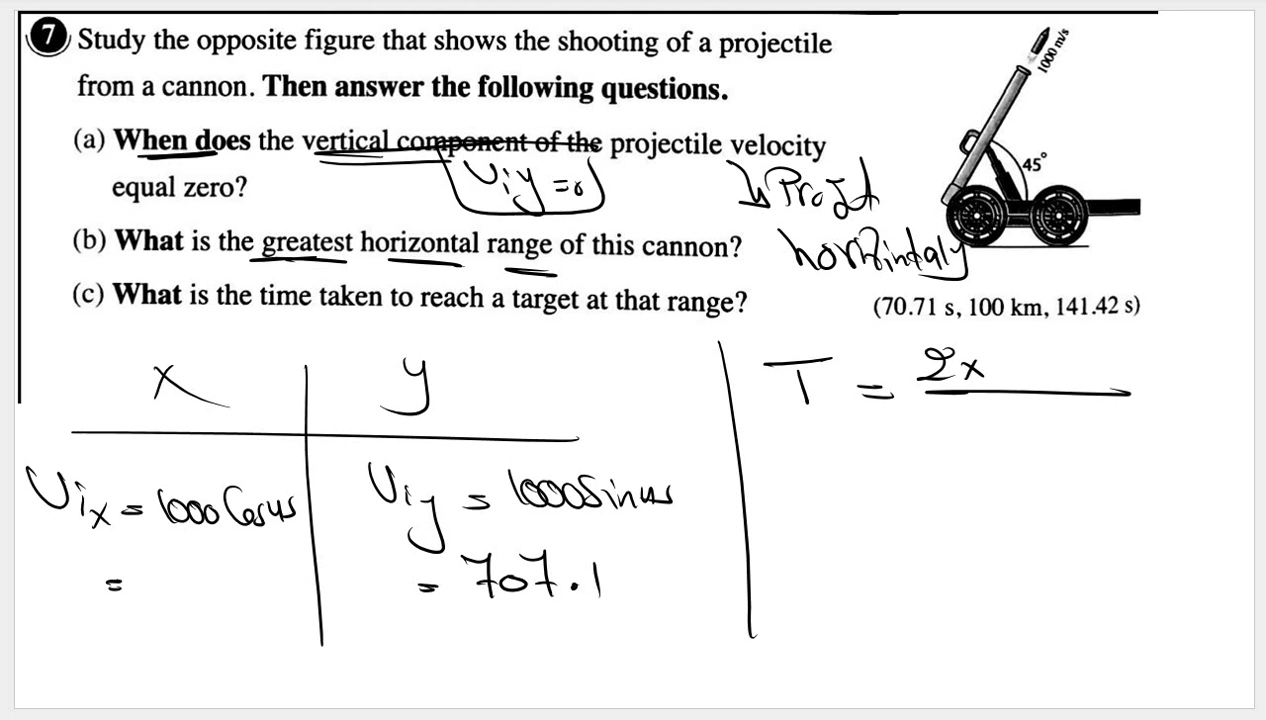 7 Study the opposite figure that shows the shooting of a projectile
1000 m/s
from a cannon. Then answer the following questions.
(a) When does the vertical component of the projectile velocity
45°
equal zero?
Viy = 0
(b) What is the greatest horizontal range of this cannon?
(c) What is the time taken to reach a target at that range?
(70.71 s, 100 km, 141.42 s)
x y
T = 2x
Vix = 1000 Cos45
Viy = 1000Sin45
=
= 707.1